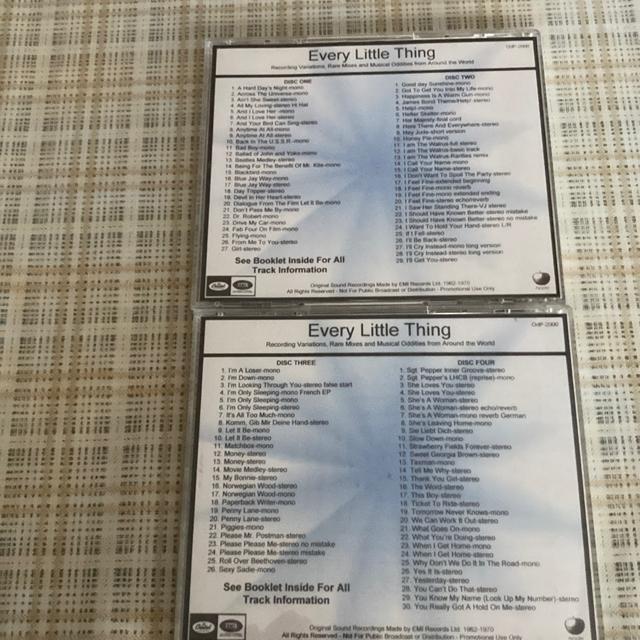 Every Little Thing
OdP-2000
Recording Variations, Rare Mixes and Musical Oddities from Around the World
DISC ONE
1. A Hard Day's Night-mono
2. Across The Universe-mono
3. Ain't She Sweet-stereo
4. All My Loving-stereo Hi Hat
5. And I Love Her -mono
6. And I Love Her-stereo
7. And Your Bird Can Sing-stereo
8. Anytime At All-mono
9. Anytime At All-stereo
10. Back In The U.S.S.R.-mono
11. Bad Boy-mono
12. Ballad of John and Yoko-mono
13. Beatles Medley-stereo
14. Being For The Benefit Of Mr. Kite-mono
15. Blackbird-mono
16. Blue Jay Way-mono
17. Blue Jay Way-stereo
18. Day Tripper-stereo
19. Devil In Her Heart-stereo
20. Dialogue From The Film Let It Be-mono
21. Don't Pass Me By-mono
22. Dr. Robert-mono
23. Drive My Car-mono
24. Fab Four On Film-mono
25. Flying-mono
26. From Me To You-stereo
27. Girl-stereo
See Booklet Inside For All
Track Information
DISC TWO
1. Good day Sunshine-mono
2. Got To Get You Into My Life-mono
3. Happiness Is A Warm Gun-mono
4. James Bond Theme/Help!-stereo
5. Help!-mono
6. Helter Skelter-mono
7. Her Majesty-final cord
8. Here There And Everywhere-stereo
9. Hey Jude-short version
10. Honey Pie-mono
11. I Am The Walrus-full stereo
12. I Am The Walrus-basic track
13. I Am The Walrus-Rarities remix
14. I Call Your Name-mono
15. I Call Your Name-stereo
16. I Don't Want To Spoil The Party-stereo
17. I Feel Fine-extended beginning
18. I Feel Fine-mono reverb
19. I Feel Fine-mono extended ending
20. I Feel Fine-stereo echo/reverb
21. I Saw Her Standing There-VJ stereo
22. I Should Have Known Better-stereo mistake
23. I Should Have Known Better-stereo no mistake
24. I Want To Hold Your Hand-stereo L/R
25. If I Fell-stereo
26. I'll Be Back-stereo
27. I'll Cry Instead-mono long version
28. I'll Cry Instead-stereo long version
29. I'll Get You-stereo
Capitol
EMI
Original Sound Recordings Made by EMI Records Ltd. 1962-1970
All Rights Reserved - Not For Public Broadcast or Distribution - Promotional Use Only
Every Little Thing
OdP-2000
Recording Variations, Rare Mixes and Musical Oddities from Around the World
DISC THREE
1. I'm A Loser-mono
2. I'm Down-mono
3. I'm Looking Through You-stereo false start
4. I'm Only Sleeping-mono French EP
5. I'm Only Sleeping-mono
6. I'm Only Sleeping-stereo
7. It's All Too Much-mono
8. Komm, Gib Mir Deine Hand-stereo
9. Let It Be-mono
10. Let It Be-stereo
11. Matchbox-mono
12. Money-stereo
13. Money-stereo
14. Movie Medley-stereo
15. My Bonnie-stereo
16. Norwegian Wood-stereo
17. Norwegian Wood-mono
18. Paperback Writer-mono
19. Penny Lane-mono
20. Penny Lane-stereo
21. Piggies-mono
22. Please Mr. Postman-stereo
23. Please Please Me-stereo no mistake
24. Please Please Me-stereo mistake
25. Roll Over Beethoven-stereo
26. Sexy Sadie-mono
See Booklet Inside For All
Track Information
DISC FOUR
1. Sgt. Pepper Inner Groove-stereo
2. Sgt. Pepper's LHCB (reprise)-mono
3. She Loves You-stereo
4. She Loves You-stereo
5. She's A Woman-stereo
6. She's A Woman-stereo echo/reverb
7. She's A Woman-mono reverb German
8. She's Leaving Home-mono
9. Sie Liebt Dich-stereo
10. Slow Down-mono
11. Strawberry Fields Forever-stereo
12. Sweet Georgia Brown-stereo
13. Taxman-mono
14. Tell Me Why-stereo
15. Thank You Girl-stereo
16. The Word-stereo
17. This Boy-stereo
18. Ticket To Ride-stereo
19. Tomorrow Never Knows-mono
20. We Can Work It Out-stereo
21. What Goes On-mono
22. What You're Doing-stereo
23. When I Get Home-mono
24. When I Get Home-stereo
25. Why Don't We Do It In The Road-mono
26. Yes It Is-stereo
27. Yesterday-stereo
28. You Can't Do That-stereo
29. You Know My Name (Look Up My Number)-stereo
30. You Really Got A Hold On Me-stereo
Capitol
EMI
Original Sound Recordings Made by EMI Records Ltd. 1962-1970
All Rights Reserved - Not For Public Broadcast or Distribution - Promotional Use Only